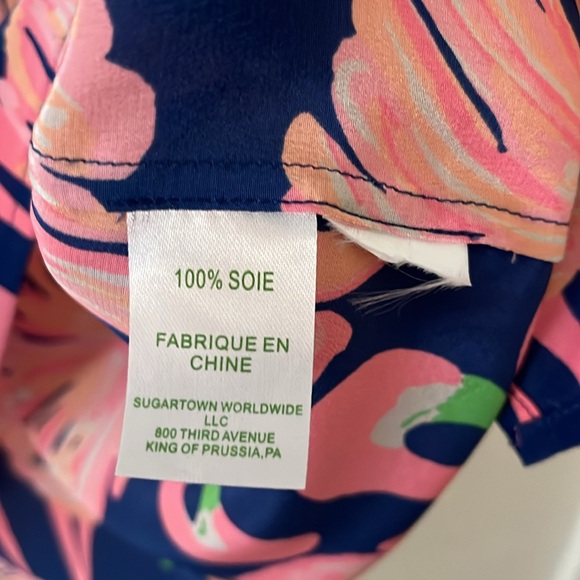 100% SOIE
FABRIQUE EN
CHINE
SUGARTOWN WORLDWIDE
LLC
800 THIRD AVENUE
KING OF PRUSSIA,PA